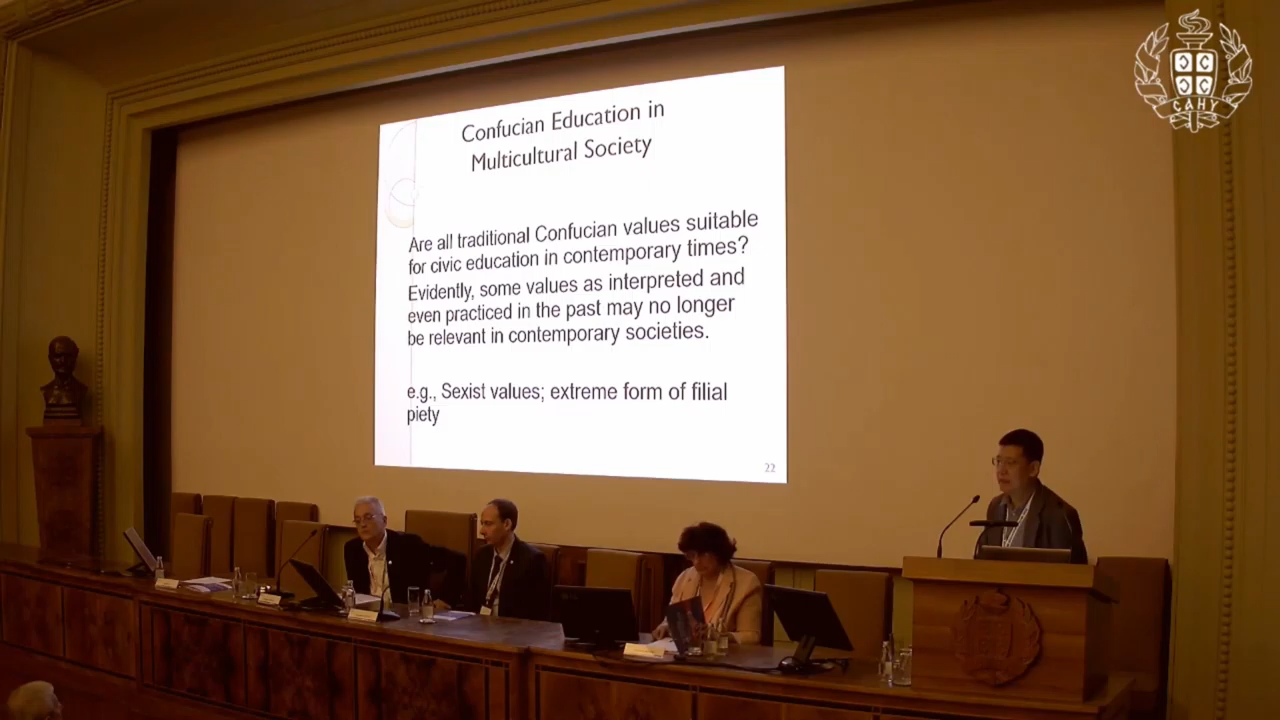 Confucian Education in
Multicultural Society
Are all traditional Confucian values suitable
for civic education in contemporary times?
Evidently, some values as interpreted and
even practiced in the past may no longer
be relevant in contemporary societies.
e.g., Sexist values; extreme form of filial
piety
22
САНУ